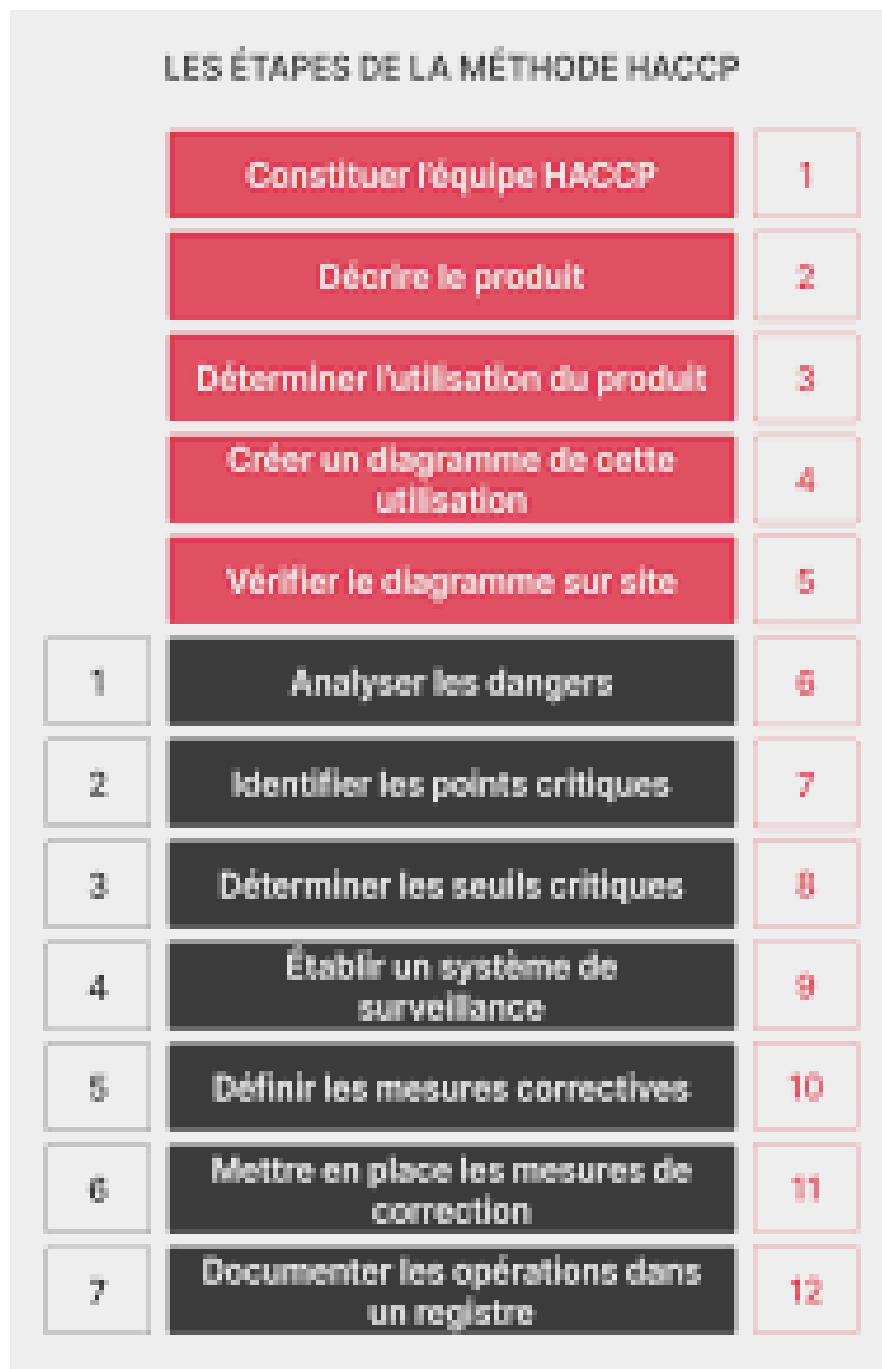 LES ÉTAPES DE LA MÉTHODE HACCP
Constituer l'équipe HACCP 1
Décrire le produit 2
Déterminer l'utilisation du produit 3
Créer un diagramme de cette
utilisation 4
Vérifier le diagramme sur site 5
1 Analyser les dangers 6
2 Identifier les points critiques 7
3 Déterminer les seuils critiques 8
4 Établir un système de
surveillance 9
5 Définir les mesures correctives 10
6 Mettre en place les mesures de
correction 11
7 Documenter les opérations dans
un registre 12